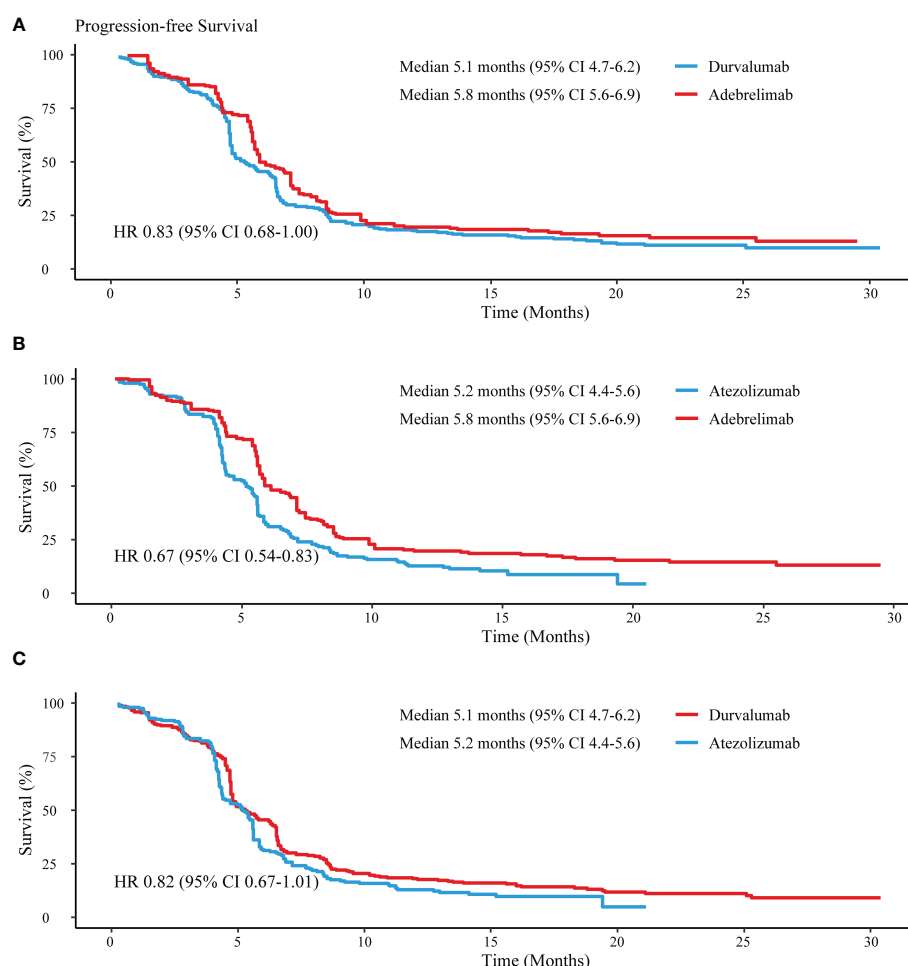 A
Progression-free Survival
100
75
50
25
0
Survival (%)
Median 5.1 months (95% CI 4.7-6.2)
Durvalumab
Median 5.8 months (95% CI 5.6-6.9)
Adebrelimab
HR 0.83 (95% CI 0.68-1.00)
0 5 10 15 20 25 30
Time (Months)
B
100
75
50
25
0
Survival (%)
Median 5.2 months (95% CI 4.4-5.6)
Atezolizumab
Median 5.8 months (95% CI 5.6-6.9)
Adebrelimab
HR 0.67 (95% CI 0.54-0.83)
0 5 10 15 20 25 30
Time (Months)
C
100
75
50
25
0
Survival (%)
Median 5.1 months (95% CI 4.7-6.2)
Durvalumab
Median 5.2 months (95% CI 4.4-5.6)
Atezolizumab
HR 0.82 (95% CI 0.67-1.01)
0 5 10 15 20 25 30
Time (Months)